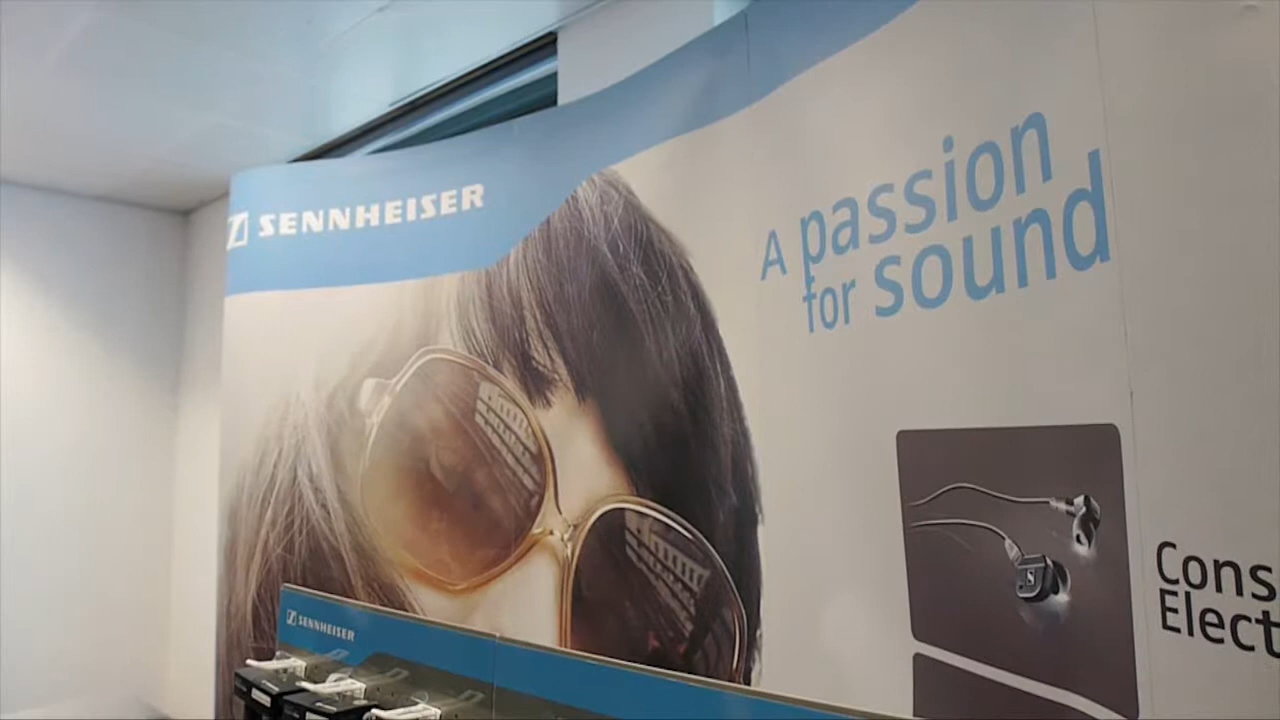 SENNHEISER
A passion
for sound
Cons
Elect
SENNHEISER